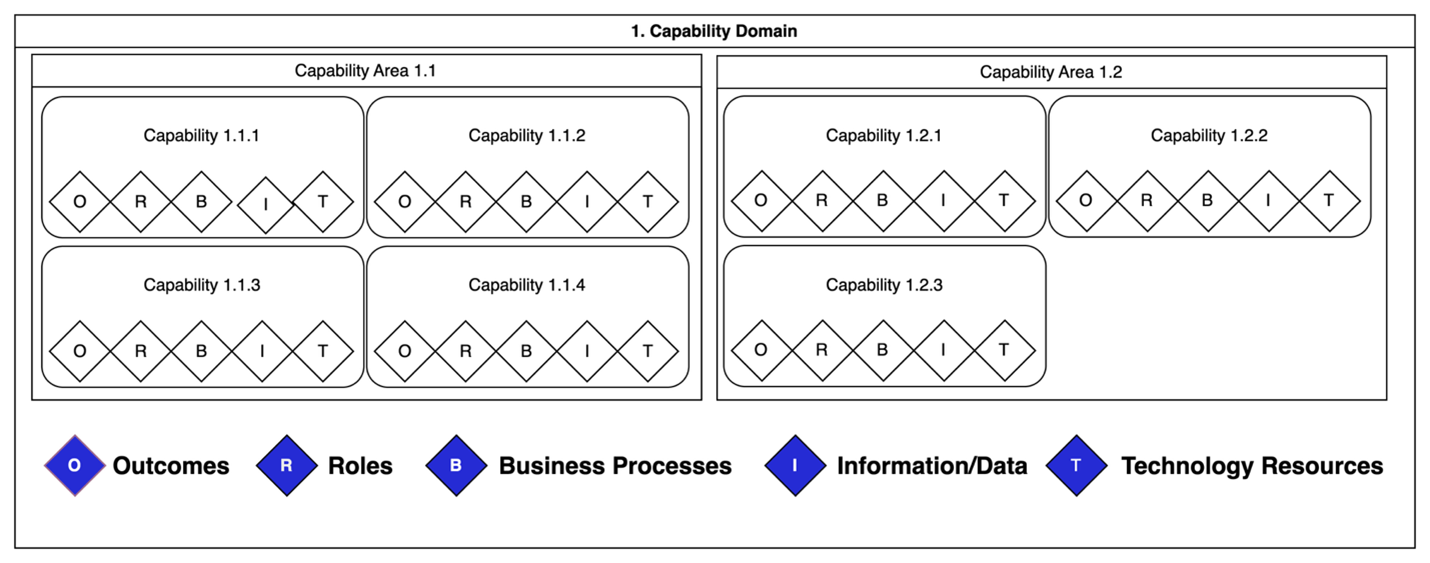 1. Capability Domain
Capability Area 1.1
Capability Area 1.2
Capability 1.1.1
Capability 1.1.2
Capability 1.2.1
Capability 1.2.2
O R B I T
O R B I T
O R B I T
O R B I T
Capability 1.1.3
Capability 1.1.4
Capability 1.2.3
O R B I T
O R B I T
O R B I T
O Outcomes
R Roles
B Business Processes
I Information/Data
T Technology Resources